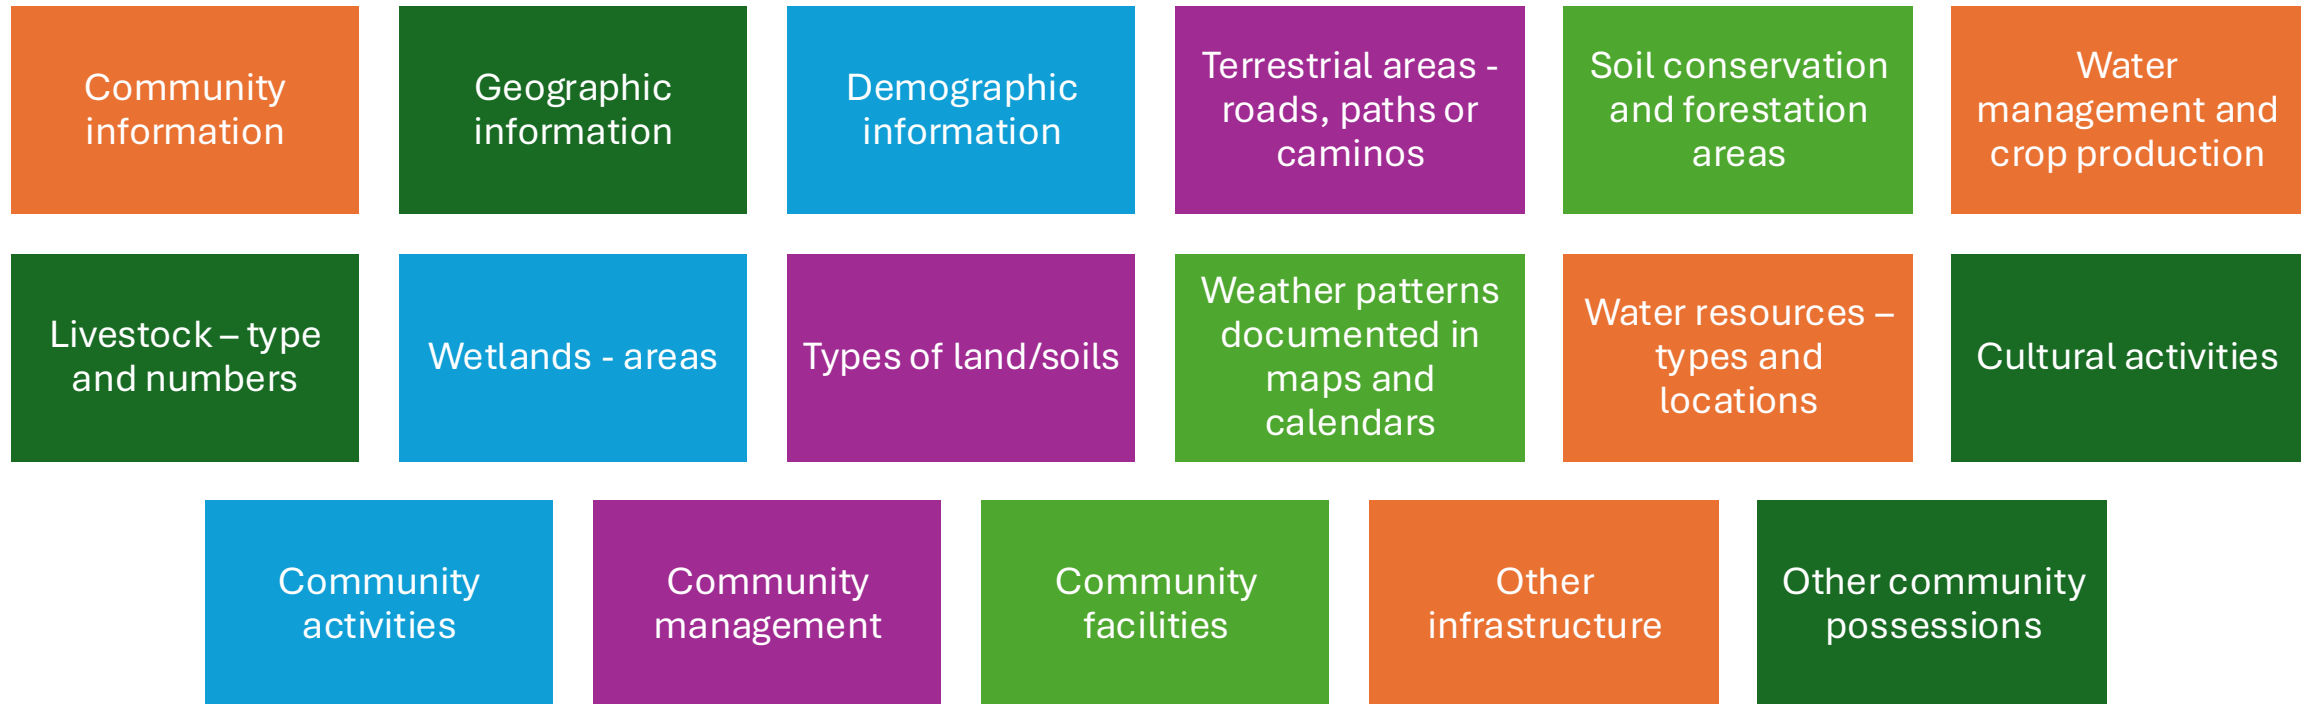 Community
information
Geographic
information
Demographic
information
Terrestrial areas -
roads, paths or
caminos
Soil conservation
and forestation
areas
Water
management and
crop production
Livestock – type
and numbers
Wetlands - areas
Types of land/soils
Weather patterns
documented in
maps and
calendars
Water resources –
types and
locations
Cultural activities
Community
activities
Community
management
Community
facilities
Other
infrastructure
Other community
possessions